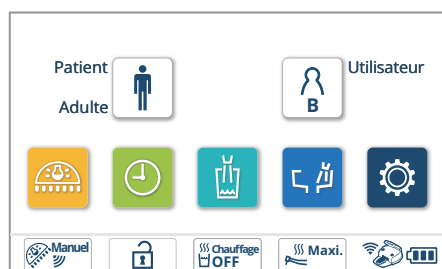 Patient
Adulte
Utilisateur
B
Manuel
Chauffage
OFF
Maxi.